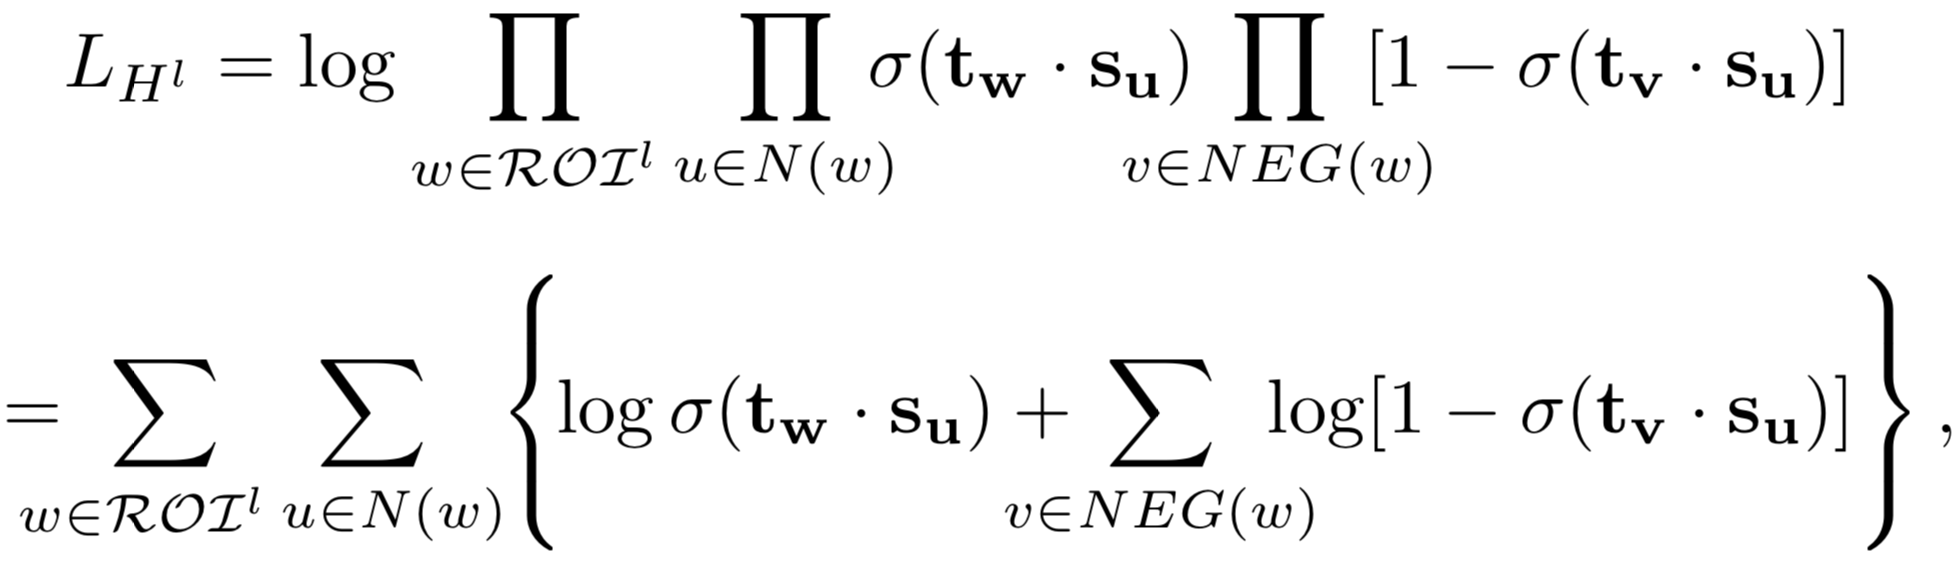 L_{H^l} = \log \prod_{w \in \mathcal{ROI}^l} \prod_{u \in N(w)} \sigma(\mathbf{t_w} \cdot \mathbf{s_u}) \prod_{v \in NEG(w)} [1 - \sigma(\mathbf{t_v} \cdot \mathbf{s_u})]
= \sum_{w \in \mathcal{ROI}^l} \sum_{u \in N(w)} \left\{ \log \sigma(\mathbf{t_w} \cdot \mathbf{s_u}) + \sum_{v \in NEG(w)} \log[1 - \sigma(\mathbf{t_v} \cdot \mathbf{s_u})] \right\},